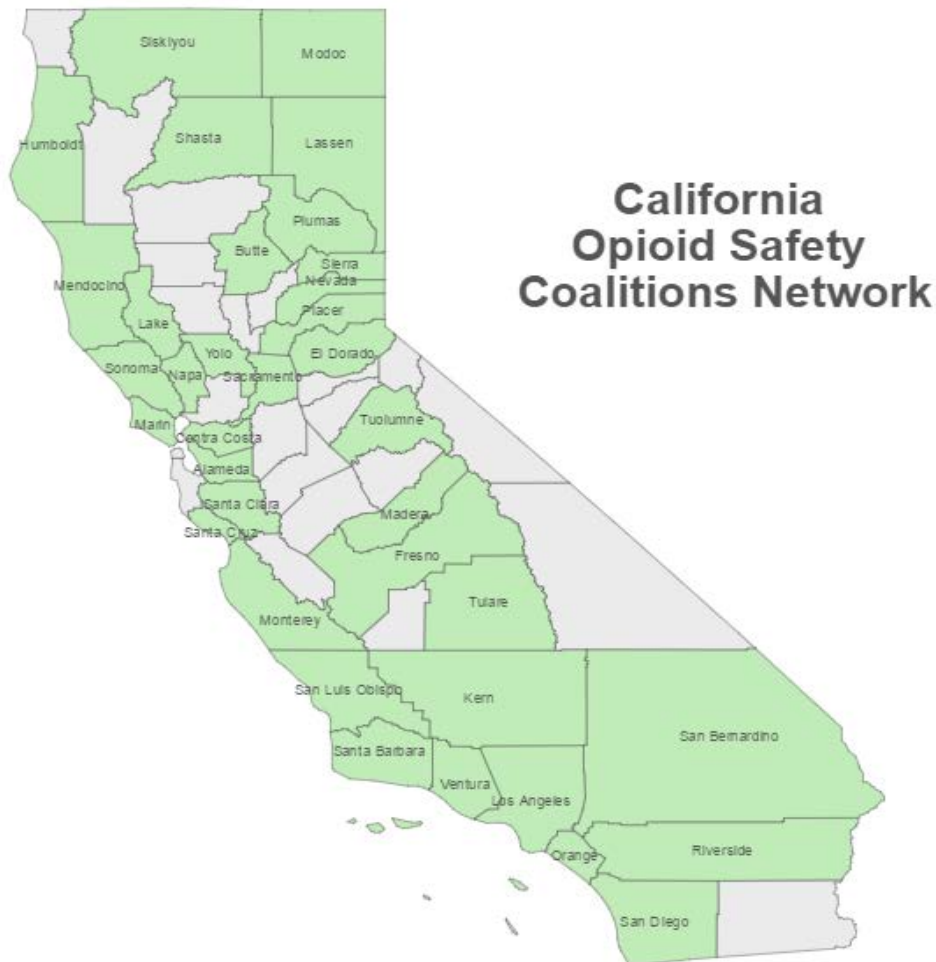 Siskiyou
Modoc
Humboldt
Shasta
Lassen
California
Opioid Safety
Coalitions Network
Plumas
Butte
Sierra
Nevada
Mendocino
Placer
Lake
Yolo
El Dorado
Sonoma
Napa
Sacramento
Marin
Tuolumne
Contra Costa
Alameda
Santa Clara
Madera
Santa Cruz
Fresno
Tulare
Monterey
San Luis Obispo
Kern
San Bernardino
Santa Barbara
Ventura
Los Angeles
Orange
Riverside
San Diego